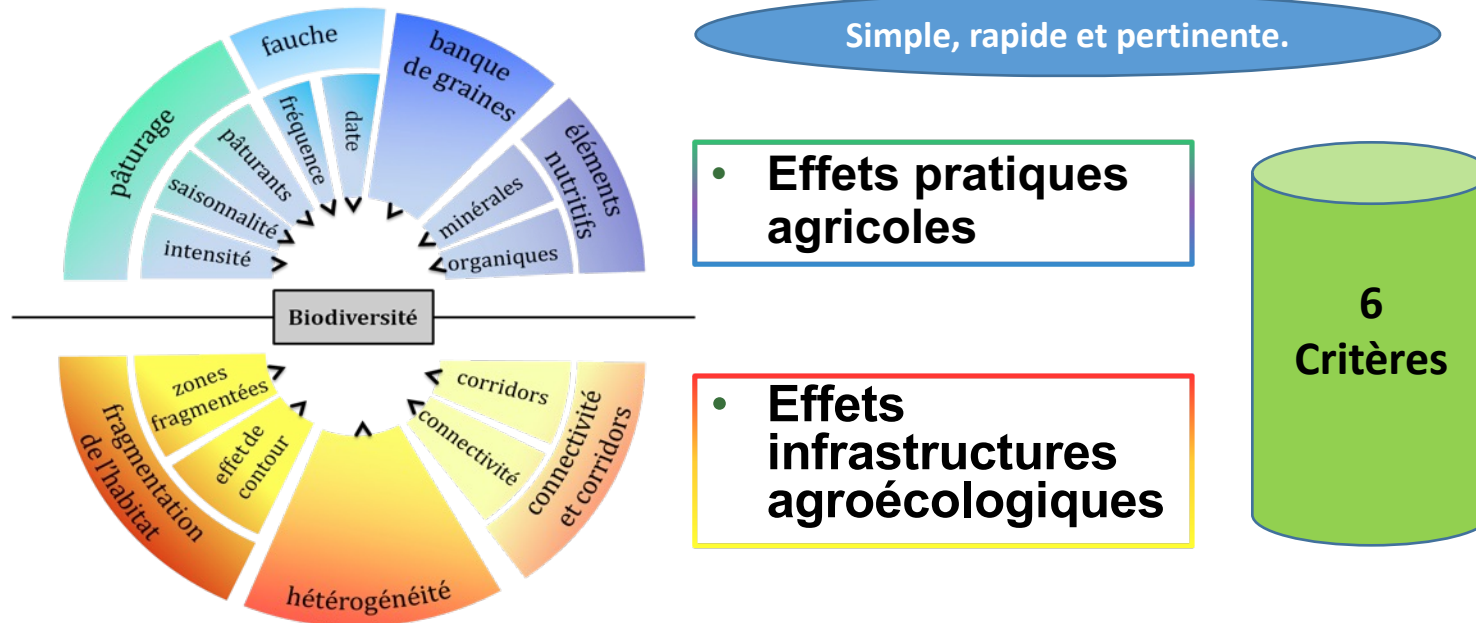 fauche
banque
de graines
éléments
nutritifs
pâturage
fréquence
date
pâturants
saisonnalité
intensité
minérales
organiques
Biodiversité
zones
fragmentées
effet de
contour
fragmentation
de l'habitat
hétérogénéité
corridors
connectivité
connectivité
et corridors
Simple, rapide et pertinente.
• Effets pratiques
agricoles
• Effets
infrastructures
agroécologiques
6
Critères